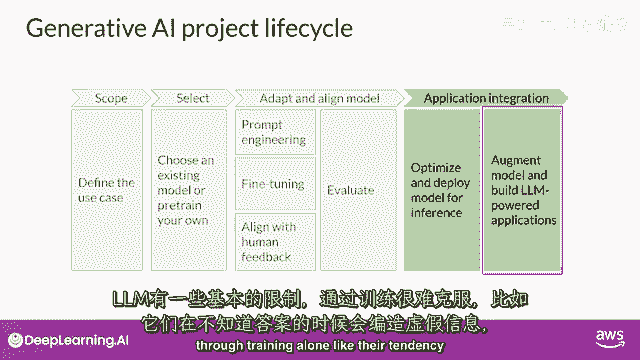 Generative AI project lifecycle
Scope
Select
Adapt and align model
Application integration
Define the
use case
Choose an
existing
model or
pretrain
your own
Prompt
engineering
Fine-tuning
Align with
human
feedback
Evaluate
Optimize
and deploy
model for
inference
Augment
model and
build LLM-
powered
applications
LLM有一些基本的限制，通过训练很难克服，比如
它们在不知道答案的时候会编造虚假信息，
through training alone like their tendency
DeepLearning.AI
aws